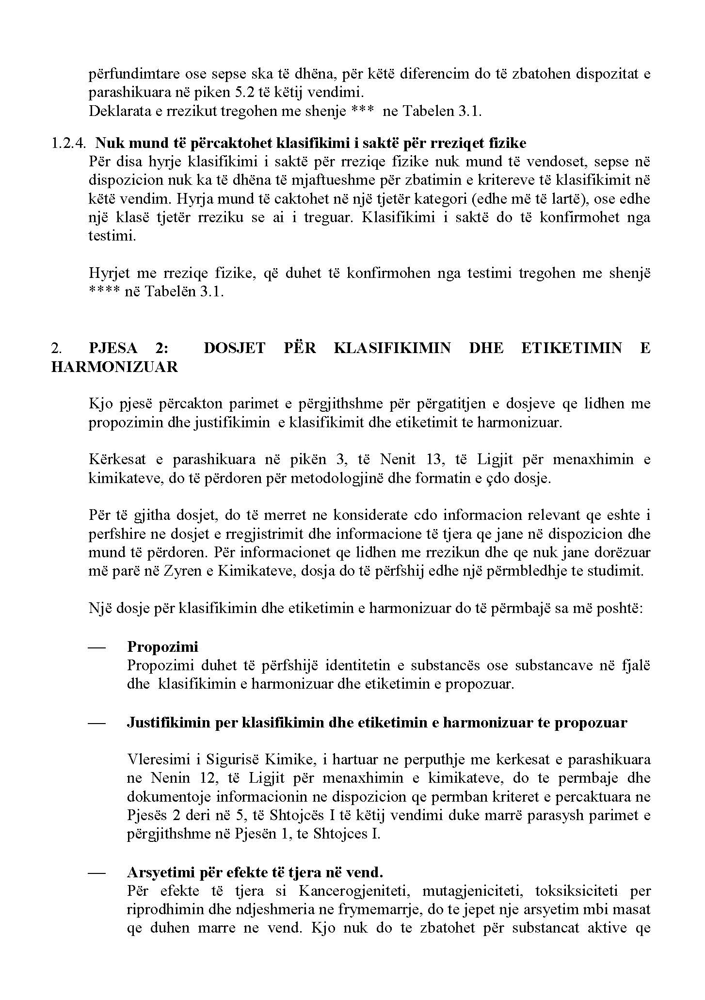 përfundimtare ose sepse ska të dhëna, për këtë diferencim do të zbatohen dispozitat e
parashikuara në piken 5.2 të këtij vendimi.
Deklarata e rrezikut tregohen me shenje *** ne Tabelen 3.1.
1.2.4. Nuk mund të përcaktohet klasifikimi i saktë për rreziqet fizike
Për disa hyrje klasifikimi i saktë për rreziqe fizike nuk mund të vendoset, sepse në
dispozicion nuk ka të dhëna të mjaftueshme për zbatimin e kritereve të klasifikimit në
këtë vendim. Hyrja mund të caktohet në një tjetër kategori (edhe më të lartë), ose edhe
një klasë tjetër rreziku se ai i treguar. Klasifikimi i saktë do të konfirmohet nga
testimi.
Hyrjet me rreziqe fizike, që duhet të konfirmohen nga testimi tregohen me shenjë
**** në Tabelën 3.1.
2. PJESA 2: DOSJET PËR KLASIFIKIMIN DHE ETIKETIMIN E
HARMONIZUAR
Kjo pjesë përcakton parimet e përgjithshme për përgatitjen e dosjeve qe lidhen me
propozimin dhe justifikimin e klasifikimit dhe etiketimit te harmonizuar.
Kërkesat e parashikuara në pikën 3, të Nenit 13, të Ligjit për menaxhimin e
kimikateve, do të përdoren për metodologjinë dhe formatin e çdo dosje.
Për të gjitha dosjet, do të merret ne konsiderate cdo informacion relevant qe eshte i
perfshire ne dosjet e rregjistrimit dhe informacione të tjera qe jane në dispozicion dhe
mund të përdoren. Për informacionet qe lidhen me rrezikun dhe qe nuk jane dorëzuar
më parë në Zyren e Kimikateve, dosja do të përfshij edhe një përmbledhje te studimit.
Një dosje për klasifikimin dhe etiketimin e harmonizuar do të përmbajë sa më poshtë:
— Propozimi
Propozimi duhet të përfshijë identitetin e substancës ose substancave në fjalë
dhe klasifikimin e harmonizuar dhe etiketimin e propozuar.
— Justifikimin per klasifikimin dhe etiketimin e harmonizuar te propozuar
Vleresimi i Sigurisë Kimike, i hartuar ne perputhje me kerkesat e parashikuara
ne Nenin 12, të Ligjit për menaxhimin e kimikateve, do te permbaje dhe
dokumentoje informacionin ne dispozicion qe permban kriteret e percaktuara ne
Pjesës 2 deri në 5, të Shtojcës I të këtij vendimi duke marrë parasysh parimet e
përgjithshme në Pjesën 1, te Shtojces I.
— Arsyetimi për efekte të tjera në vend.
Për efekte të tjera si Kancerogjeniteti, mutagjeniciteti, toksiksiciteti per
riprodhimin dhe ndjeshmeria ne frymemarrje, do te jepet nje arsyetim mbi masat
qe duhen marre ne vend. Kjo nuk do te zbatohet për substancat aktive qe